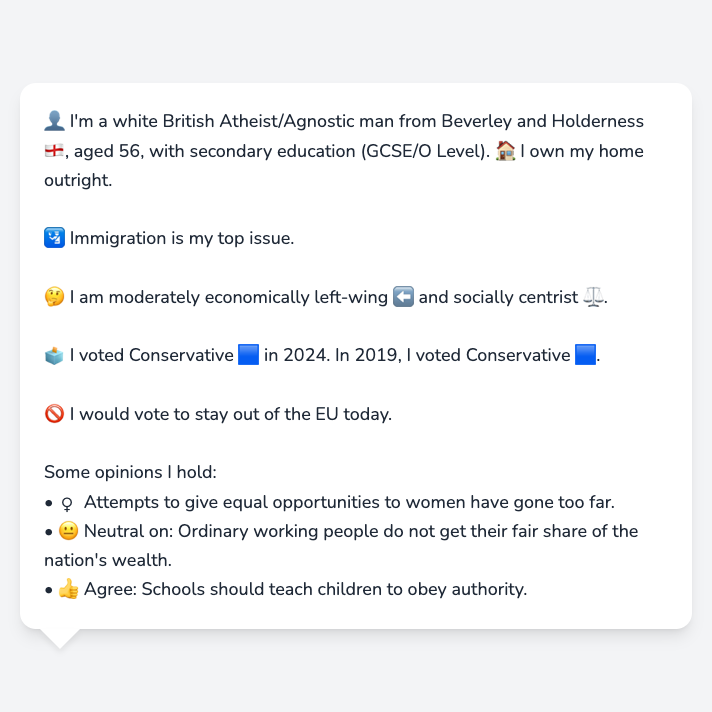 👤 I'm a white British Atheist/Agnostic man from Beverley and Holderness
🏴󠁧󠁢󠁥󠁮󠁧󠁿, aged 56, with secondary education (GCSE/O Level). 🏠 I own my home
outright.
🛂 Immigration is my top issue.
🤔 I am moderately economically left-wing ⬅️ and socially centrist ⚖️.
🗳️ I voted Conservative 🟦 in 2024. In 2019, I voted Conservative 🟦.
🚫 I would vote to stay out of the EU today.
Some opinions I hold:
• ♀ Attempts to give equal opportunities to women have gone too far.
• 😐 Neutral on: Ordinary working people do not get their fair share of the
nation's wealth.
• 👍 Agree: Schools should teach children to obey authority.